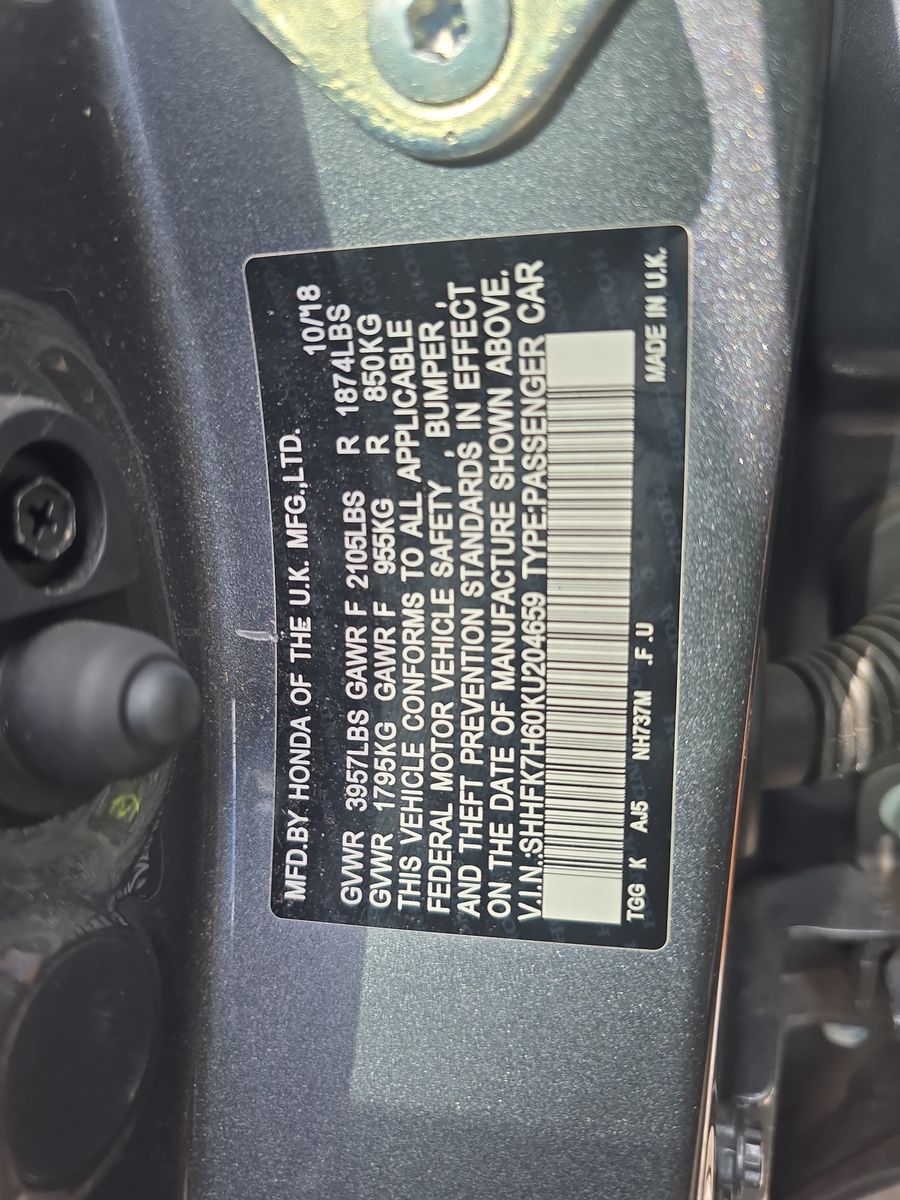 MFD.BY HONDA OF THE U.K. MFG.,LTD. 10/18
GVWR 3957LBS GAWR F 2105LBS R 1874LBS
GVWR 1795KG GAWR F 955KG R 850KG
THIS VEHICLE CONFORMS TO ALL APPLICABLE
FEDERAL MOTOR VEHICLE SAFETY , BUMPER ,
AND THEFT PREVENTION STANDARDS, IN EFFECT
ON THE DATE OF MANUFACTURE SHOWN ABOVE.
V.I.N.:SHHFK7H60KU204659 TYPE:PASSENGER CAR
TGG K AJ5 NH737M .F.U MADE IN U.K.